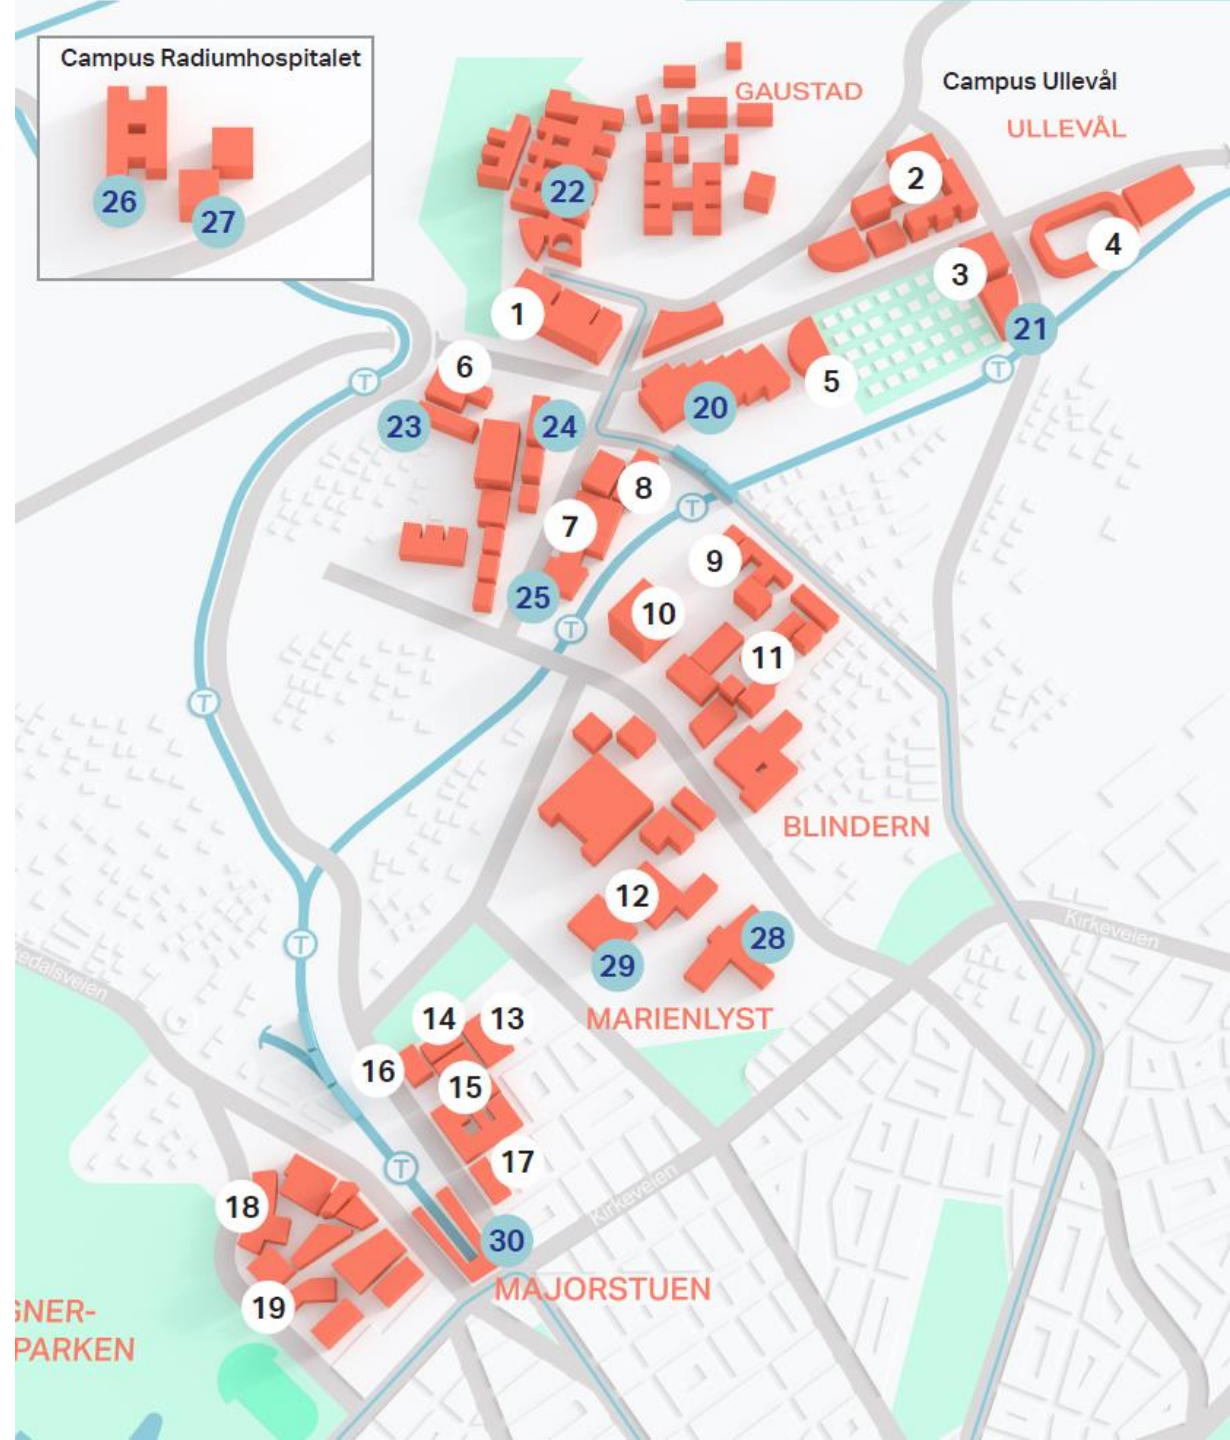 Campus Radiumhospitalet
26
27
GAUSTAD
Campus Ullevål
ULLEVÅL
22
2
1
3
4
21
5
6
T
T
20
23
24
8
7
T
9
25
10
T
11
T
BLINDERN
12
28
29
T
Kirkeveien
edalsveien
MARIENLYST
14
13
16
15
17
T
Kirkeveien
18
30
MAJORSTUEN
19
GNER-
PARKEN